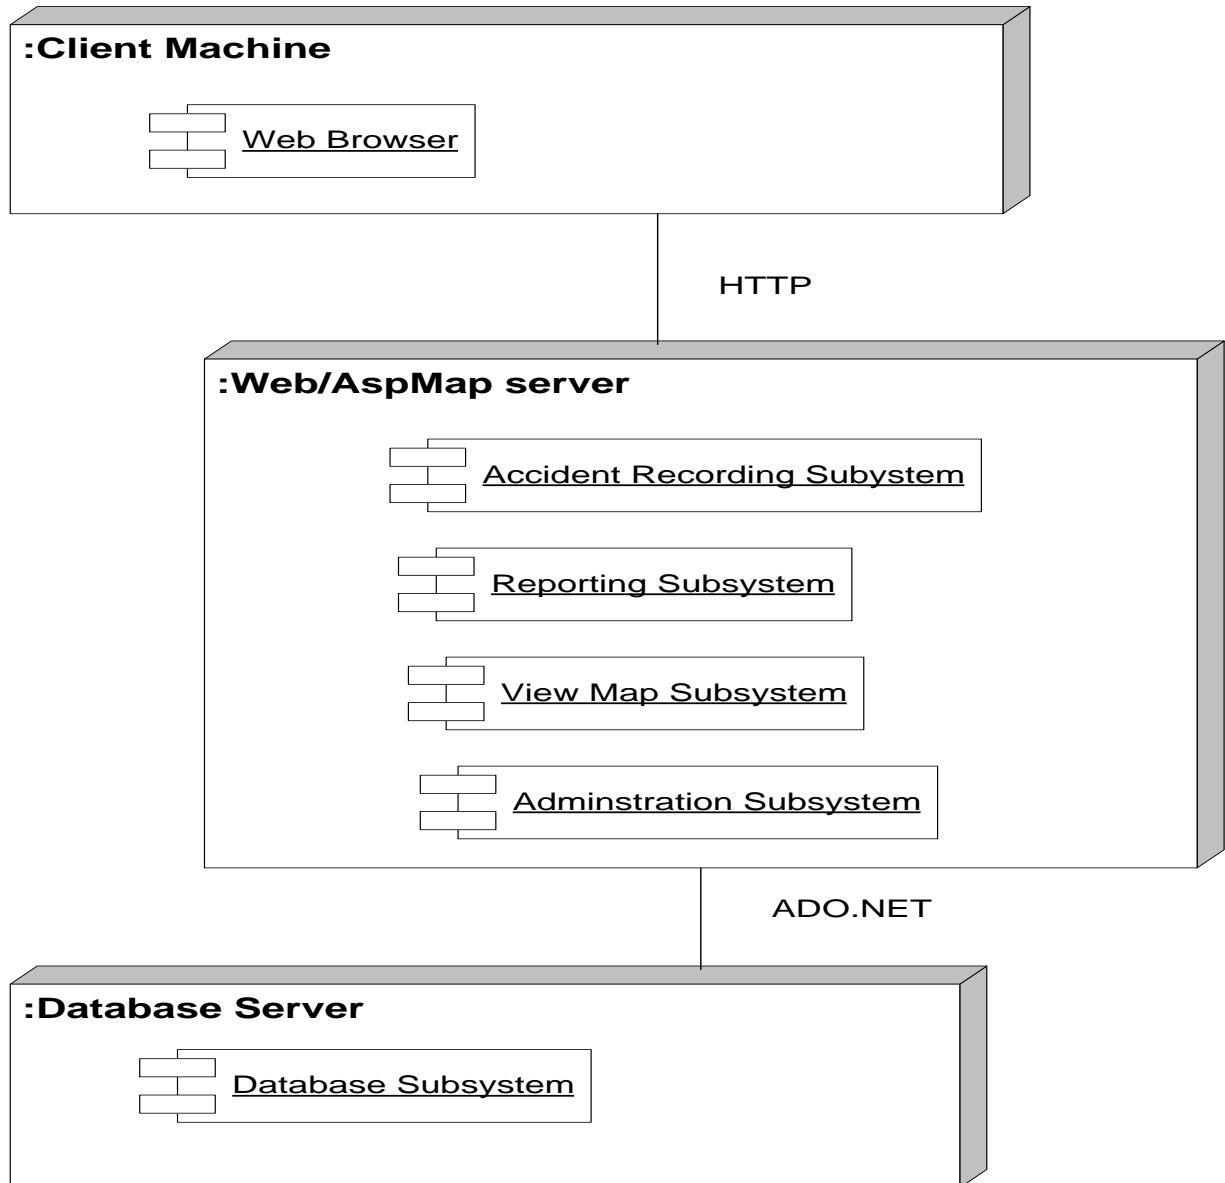 :Client Machine
Web Browser
HTTP
:Web/AspMap server
Accident Recording Subystem
Reporting Subsystem
View Map Subsystem
Adminstration Subsystem
ADO.NET
:Database Server
Database Subsystem